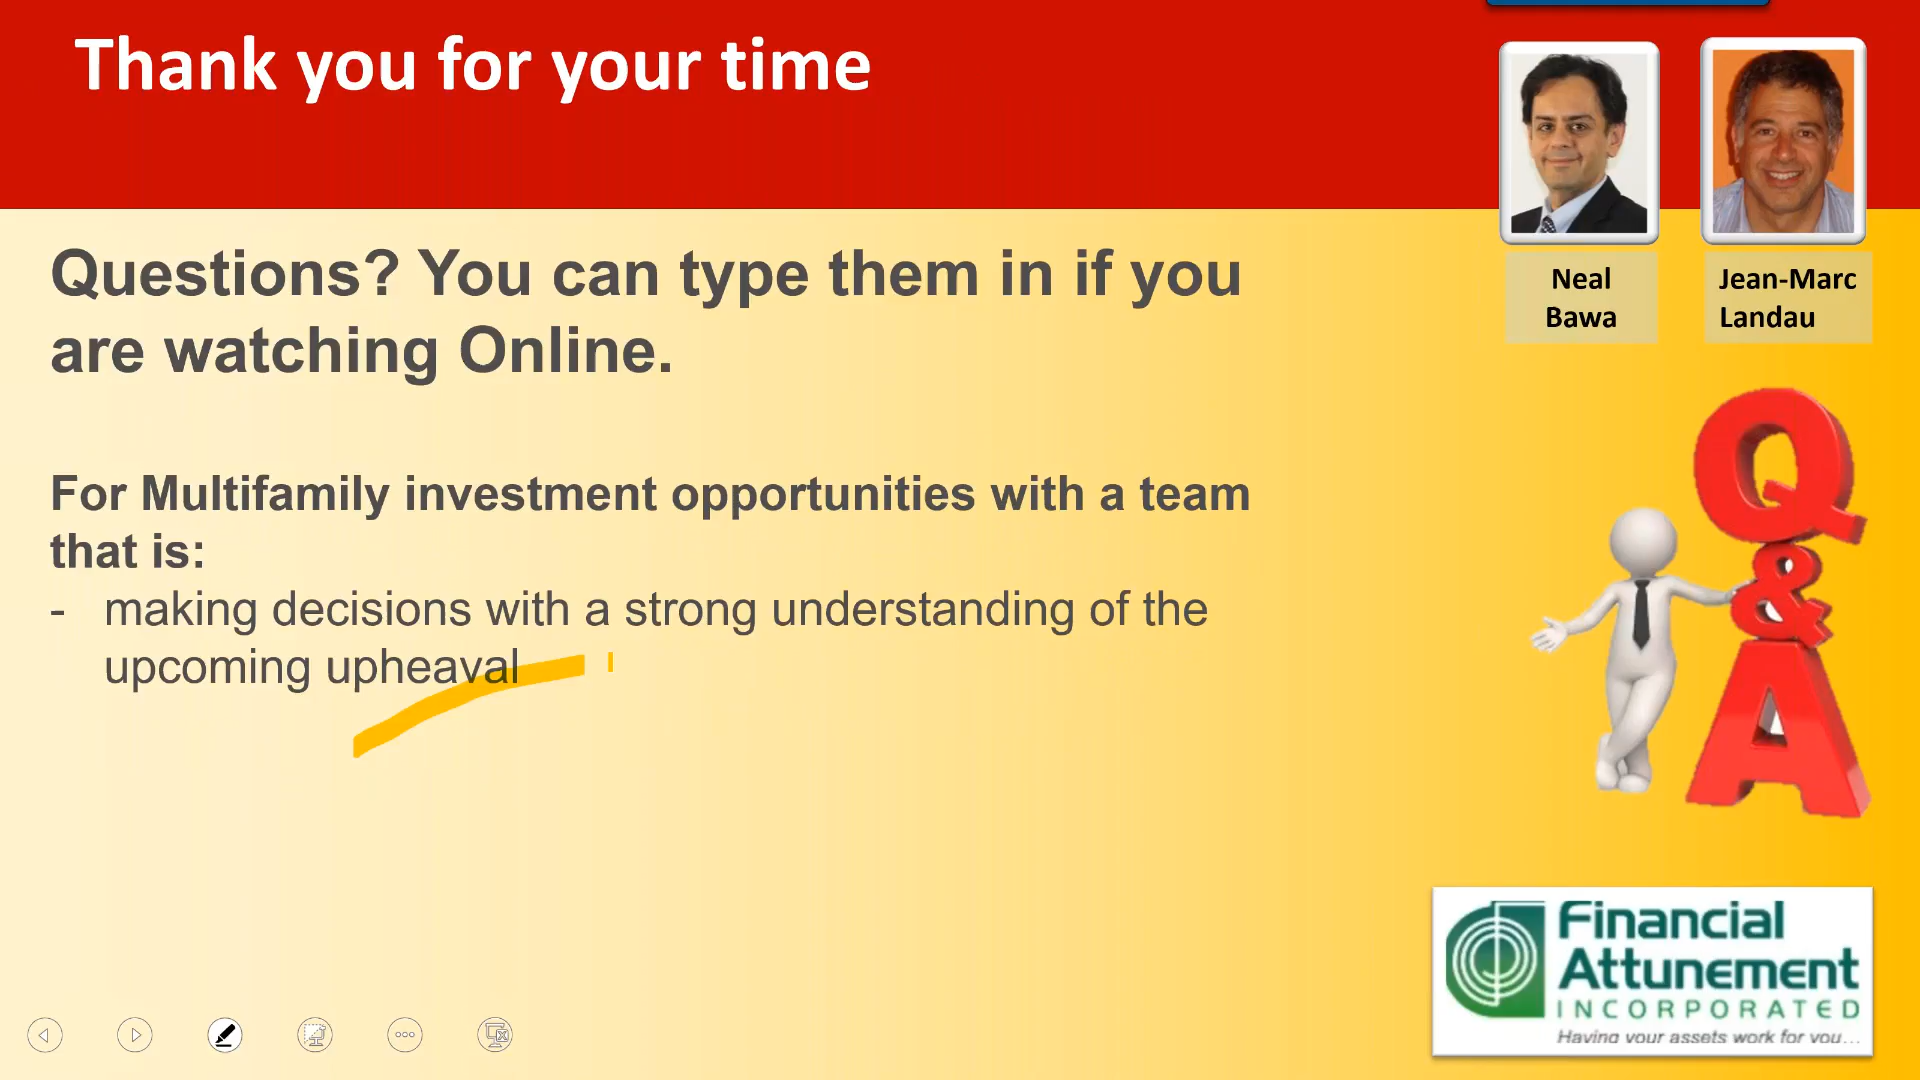 Thank you for your time
Neal
Bawa
Jean-Marc
Landau
Questions? You can type them in if you
are watching Online.
For Multifamily investment opportunities with a team
that is:
- making decisions with a strong understanding of the
upcoming upheaval
Q
&
A
Financial
Attunement
INCORPORATED
Having your assets work for you...